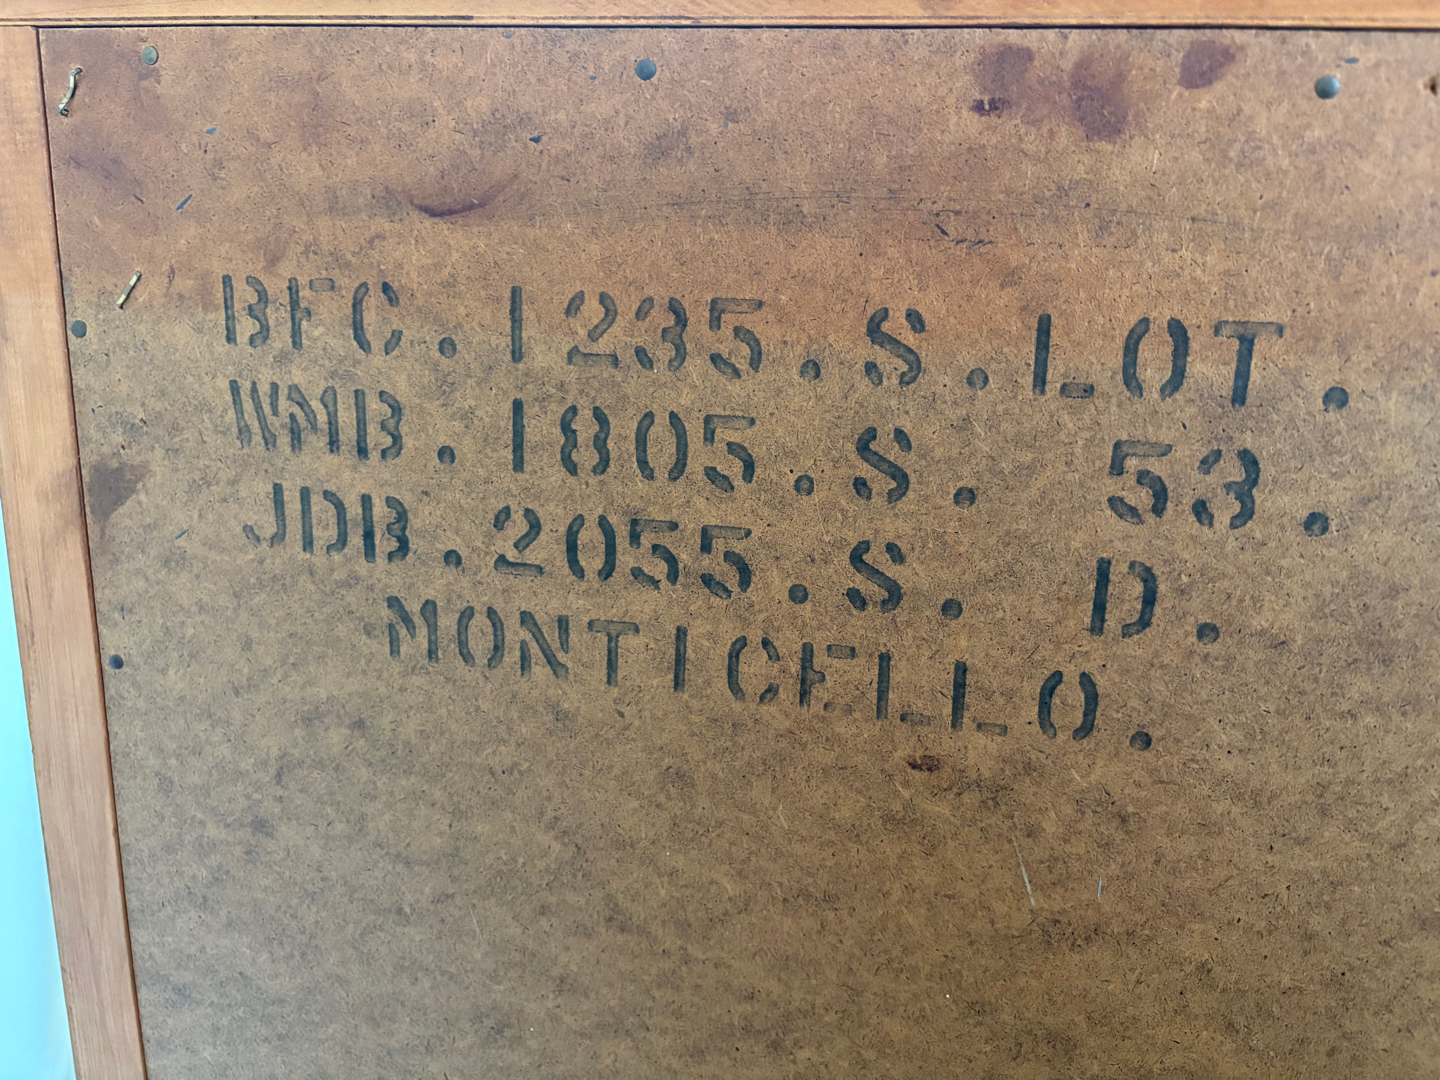 BFC.1235.S.LOT.
WMB.1805.S. 53.
JDB.2055.S. D.
MONTICELLO.